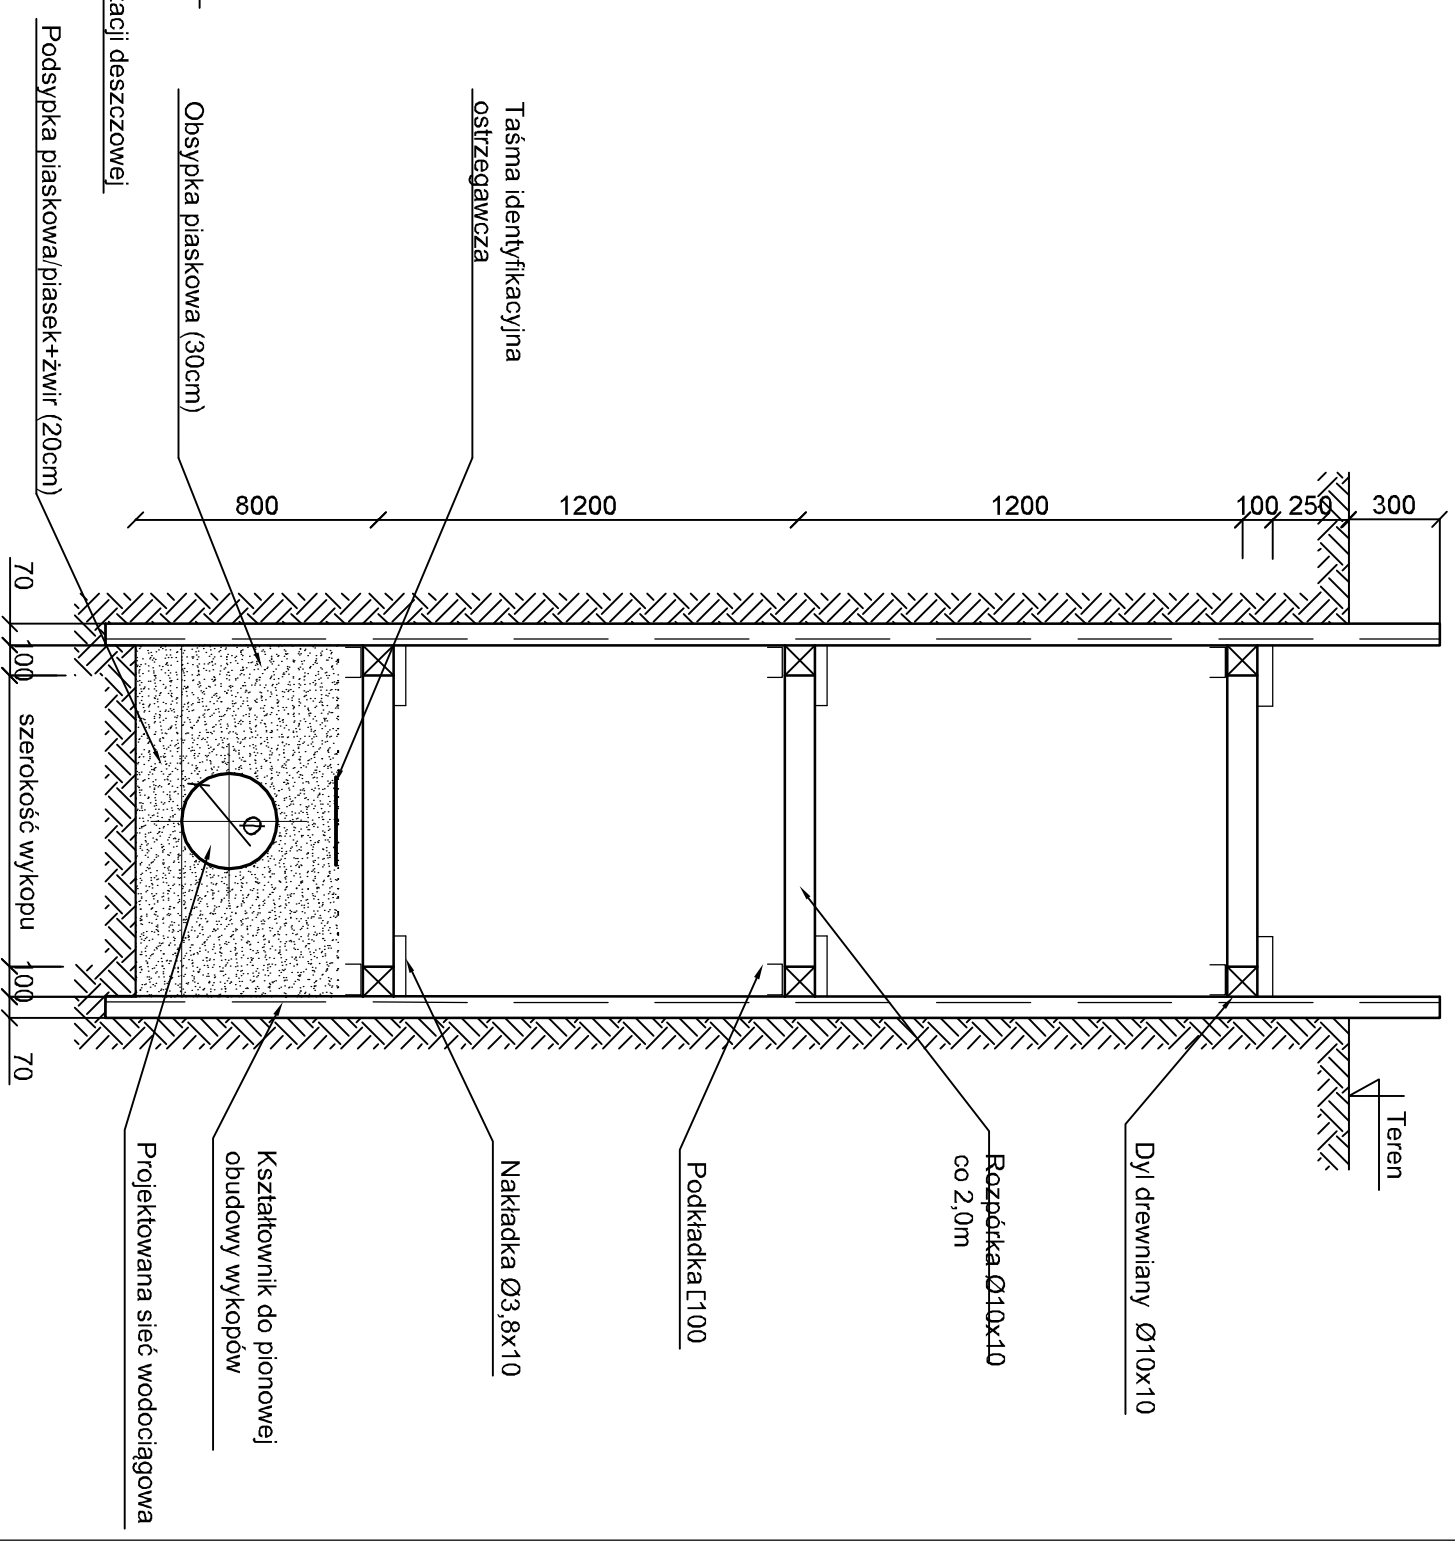 Teren
Dyl drewniany Ø10x10
Rozpórka Ø10x10
co 2,0m
Podkładka [100
Nakładka Ø3,8x10
Kształtownik do pionowej
obudowy wykopów
Projektowana sieć wodociągowa
Taśma identyfikacyjna
ostrzegawcza
Obsypka piaskowa (30cm)
acji deszczowej
Podsypka piaskowa/piasek+żwir (20cm)
300
250
100
1200
1200
800
70
100
szerokość wykopu
100
70